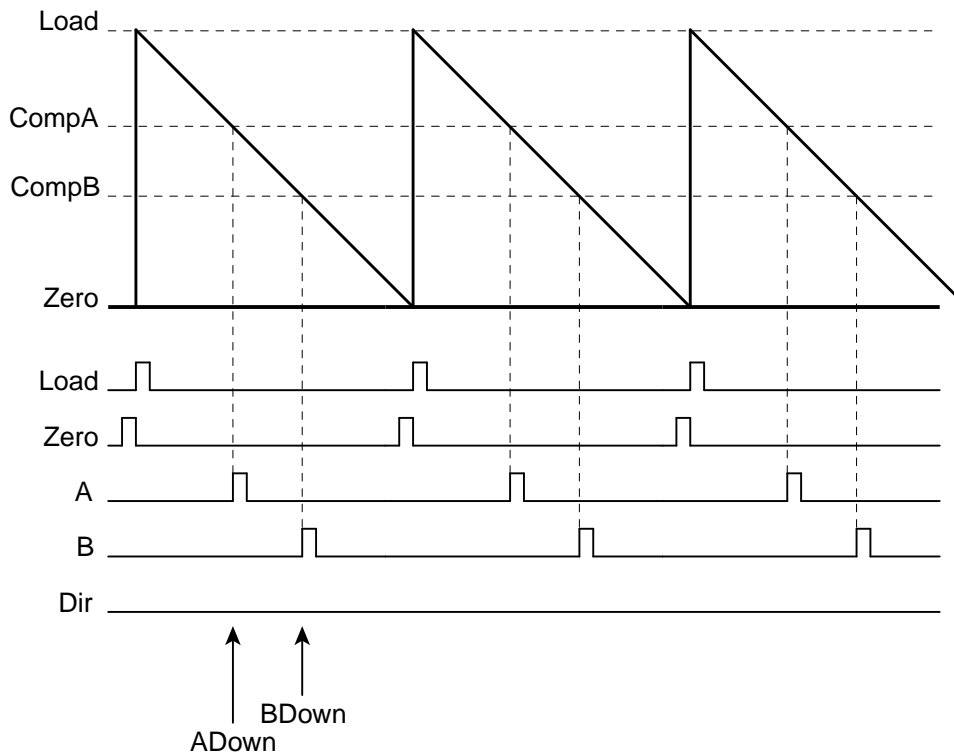 Load
CompA
CompB
Zero
Load
Zero
A
B
Dir
BDown
ADown